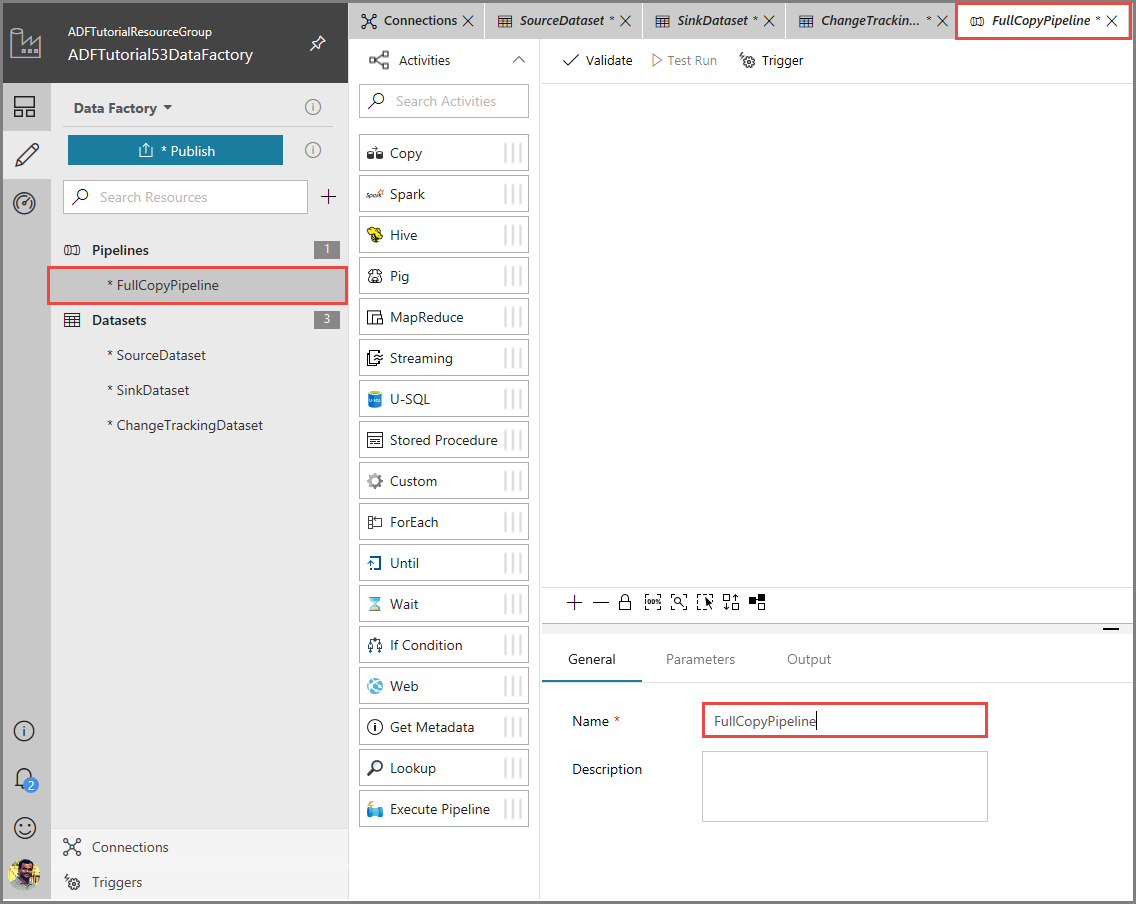 ADFTutorialResourceGroup
ADFTutorial53DataFactory
Connections
SourceDataset *
SinkDataset *
ChangeTrackin... *
FullCopyPipeline *
Data Factory
* Publish
Search Resources
Pipelines 1
* FullCopyPipeline
Datasets 3
* SourceDataset
* SinkDataset
* ChangeTrackingDataset
2
Connections
Triggers
Activities
Search Activities
Copy
Spark
Hive
Pig
MapReduce
Streaming
U-SQL
Stored Procedure
Custom
ForEach
Until
Wait
If Condition
Web
Get Metadata
Lookup
Execute Pipeline
Validate Test Run Trigger
100%
General Parameters Output
Name * FullCopyPipeline
Description